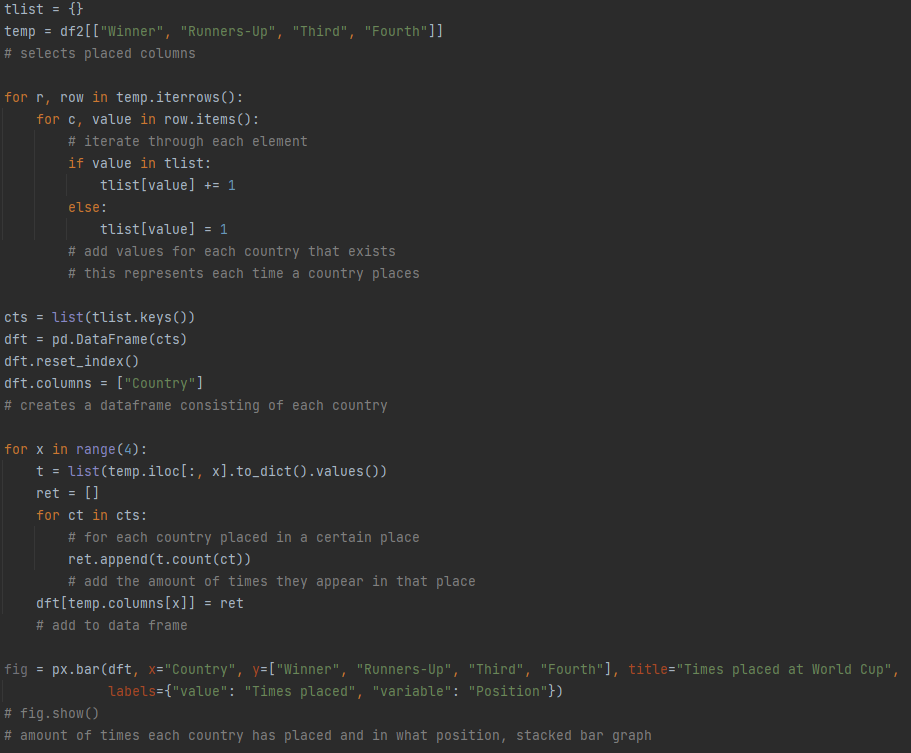 tlist = {}
temp = df2[["Winner", "Runners-Up", "Third", "Fourth"]]
# selects placed columns

for r, row in temp.iterrows():
    for c, value in row.items():
        # iterate through each element
        if value in tlist:
            tlist[value] += 1
        else:
            tlist[value] = 1
        # add values for each country that exists
        # this represents each time a country places

cts = list(tlist.keys())
dft = pd.DataFrame(cts)
dft.reset_index()
dft.columns = ["Country"]
# creates a dataframe consisting of each country

for x in range(4):
    t = list(temp.iloc[:, x].to_dict().values())
    ret = []
    for ct in cts:
        # for each country placed in a certain place
        ret.append(t.count(ct))
        # add the amount of times they appear in that place
    dft[temp.columns[x]] = ret
    # add to data frame

fig = px.bar(dft, x="Country", y=["Winner", "Runners-Up", "Third", "Fourth"], title="Times placed at World Cup",
             labels={"value": "Times placed", "variable": "Position"})
# fig.show()
# amount of times each country has placed and in what position, stacked bar graph